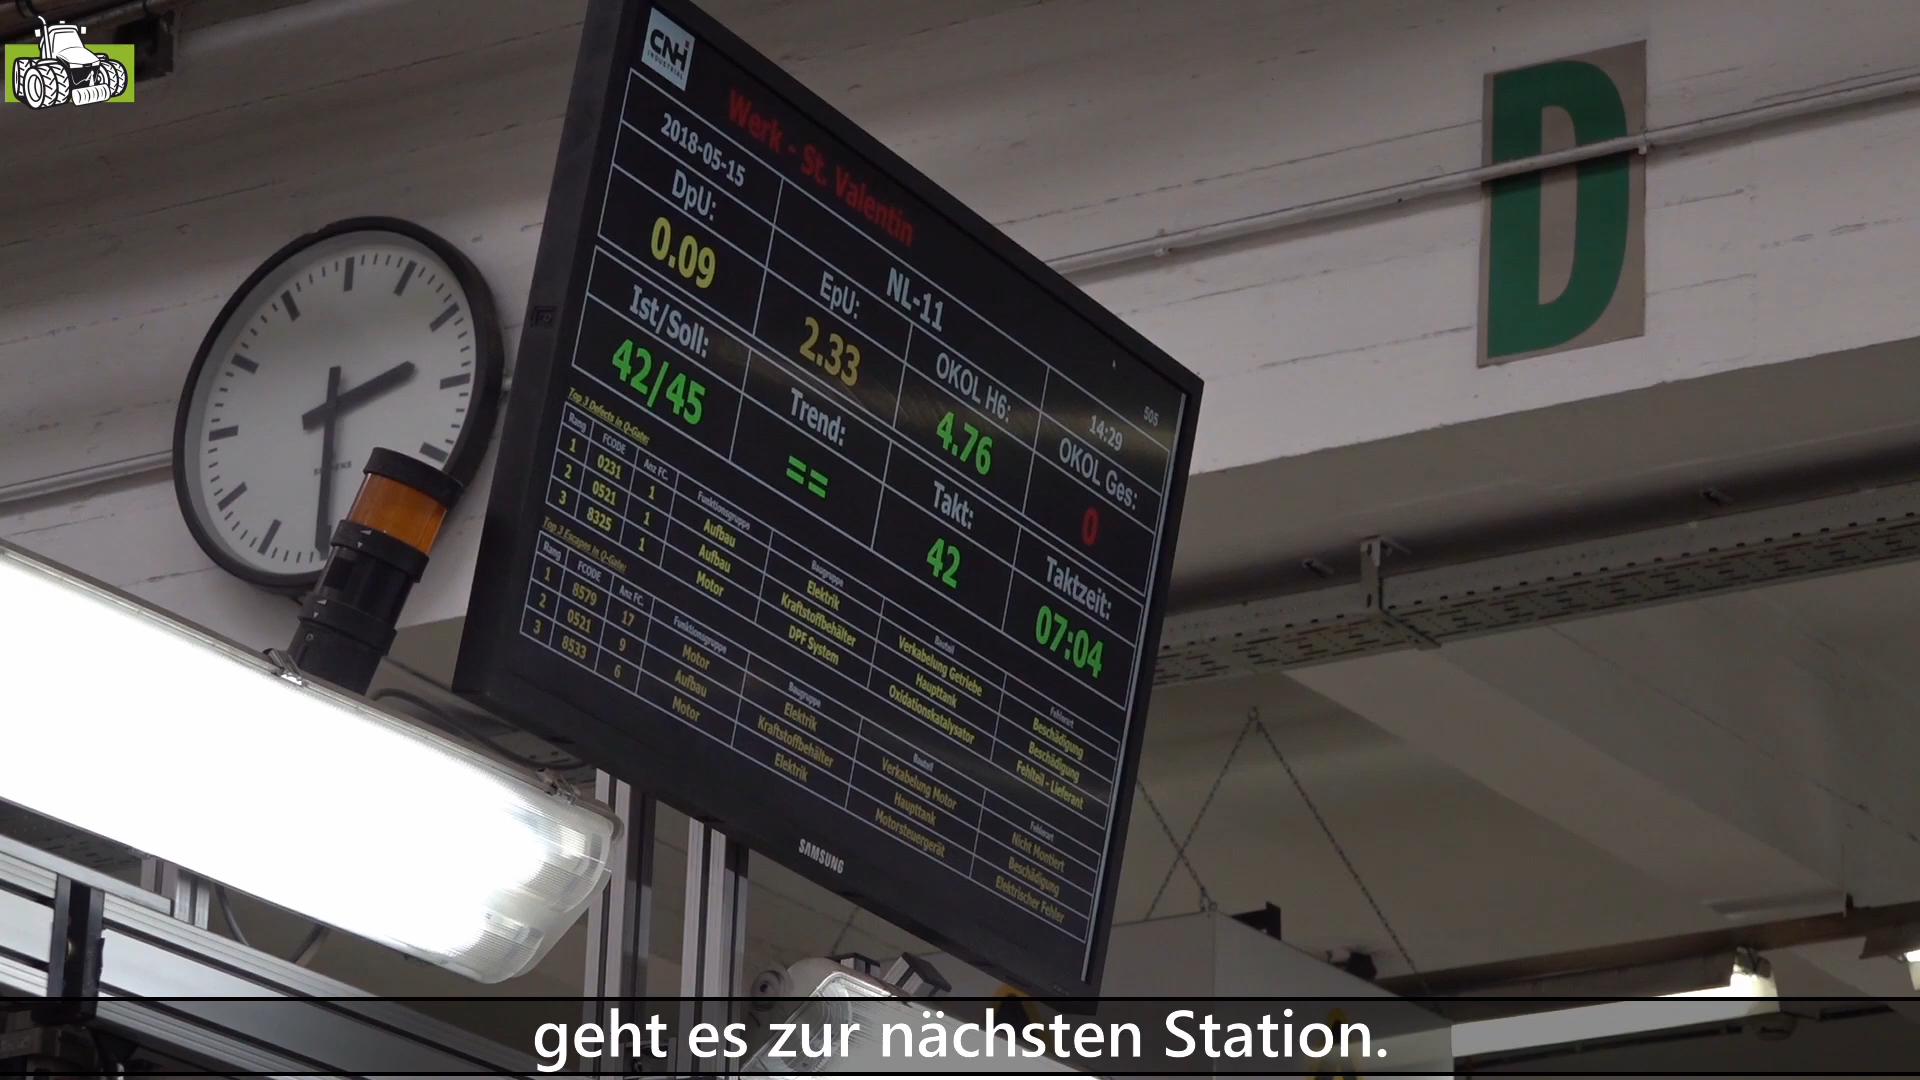 CNH
INDUSTRIAL
Werk - St. Valentin
2018-05-15
NL-11
14:29
505
DpU:
EpU:
OKOL H6:
OKOL Ges:
0.09
2.33
4.76
0
Ist/Soll:
Trend:
Takt:
Taktzeit:
42/45
==
42
07:04
Top 3 Defects in Q-Gate:
Rang FCODE Anz FC. Funktionsgruppe Baugruppe Bauteil Fehlerart
1 0231 1 Aufbau Elektrik Verkabelung Getriebe Beschädigung
2 0521 1 Aufbau Kraftstoffbehälter Haupttank Beschädigung
3 8325 1 Motor DPF System Oxidationskatalysator Fehlteil - Lieferant
Top 3 Escapes in Q-Gate:
Rang FCODE Anz FC. Funktionsgruppe Baugruppe Bauteil Fehlerart
1 8579 17 Motor Elektrik Verkabelung Motor Nicht Montiert
2 0521 9 Aufbau Kraftstoffbehälter Haupttank Beschädigung
3 8533 6 Motor Elektrik Motorsteuergerät Elektrischer Fehler
SAMSUNG
D
geht es zur nächsten Station.